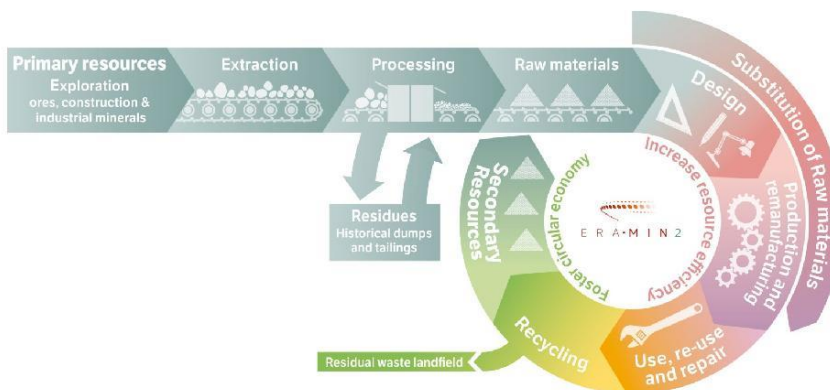 Primary resources
Exploration
ores, construction &
industrial minerals
Extraction
Processing
Raw materials
Design
Substitution of Raw materials
Production and
remanufacturing
Use, re-use
and repair
Recycling
Secondary
Resources
Residues
Historical dumps
and tailings
Residual waste landfield
Foster circular economy
Increase resource efficiency
ERA•MIN2